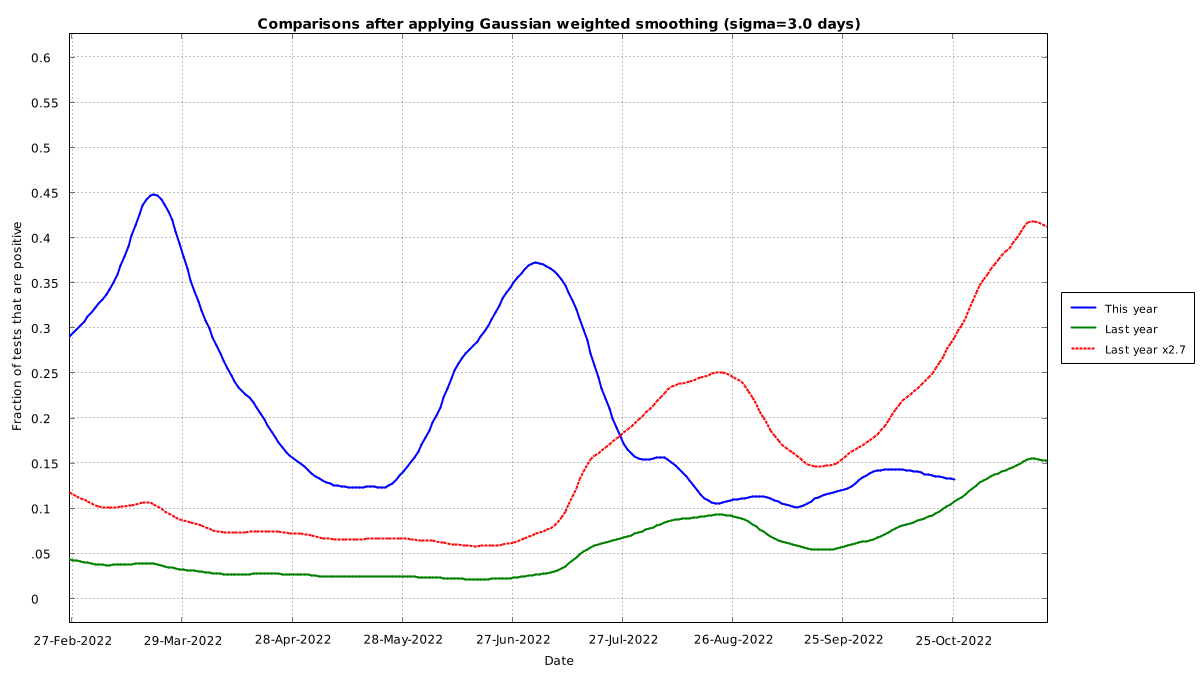 Comparisons after applying Gaussian weighted smoothing (sigma=3.0 days)
0.6
0.55
0.5
0.45
0.4
0.35
0.3
0.25
0.2
0.15
0.1
.05
0
Fraction of tests that are positive
27-Feb-2022 29-Mar-2022 28-Apr-2022 28-May-2022 27-Jun-2022 27-Jul-2022 26-Aug-2022 25-Sep-2022 25-Oct-2022
Date
This year
Last year
Last year x2.7